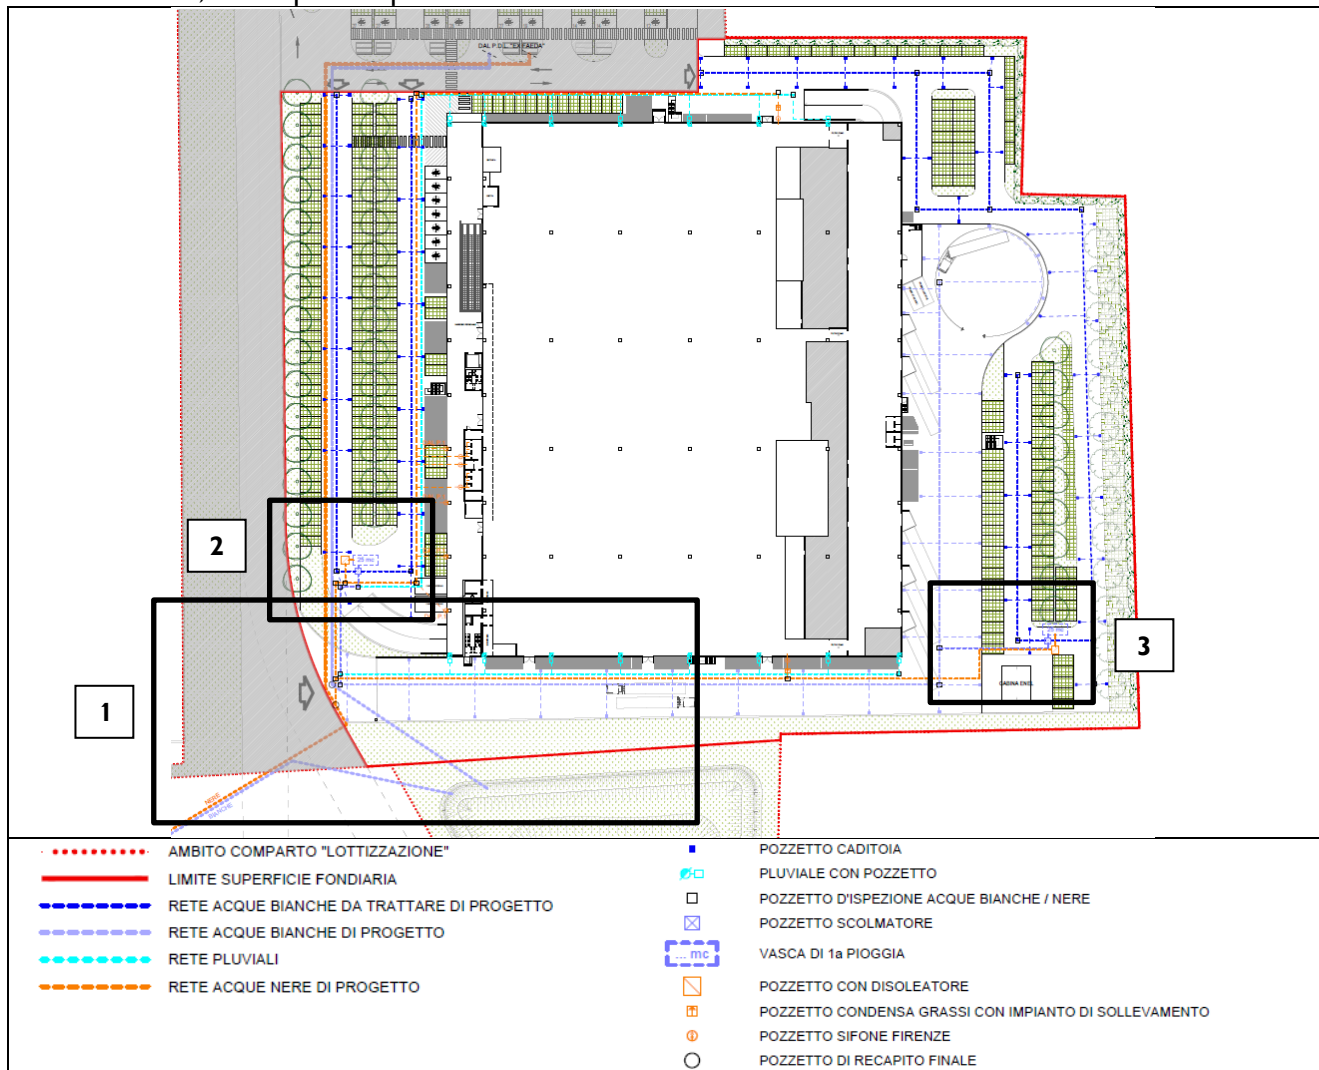 DAL P.D.L. "EX FAEDA"
2
25 mc
3
1
CABINA ENEL
NERE
BIANCHE
AMBITO COMPARTO "LOTTIZZAZIONE"
LIMITE SUPERFICIE FONDIARIA
RETE ACQUE BIANCHE DA TRATTARE DI PROGETTO
RETE ACQUE BIANCHE DI PROGETTO
RETE PLUVIALI
RETE ACQUE NERE DI PROGETTO
POZZETTO CADITOIA
PLUVIALE CON POZZETTO
POZZETTO D'ISPEZIONE ACQUE BIANCHE / NERE
POZZETTO SCOLMATORE
... mc
VASCA DI 1a PIOGGIA
POZZETTO CON DISOLEATORE
POZZETTO CONDENSA GRASSI CON IMPIANTO DI SOLLEVAMENTO
POZZETTO SIFONE FIRENZE
POZZETTO DI RECAPITO FINALE